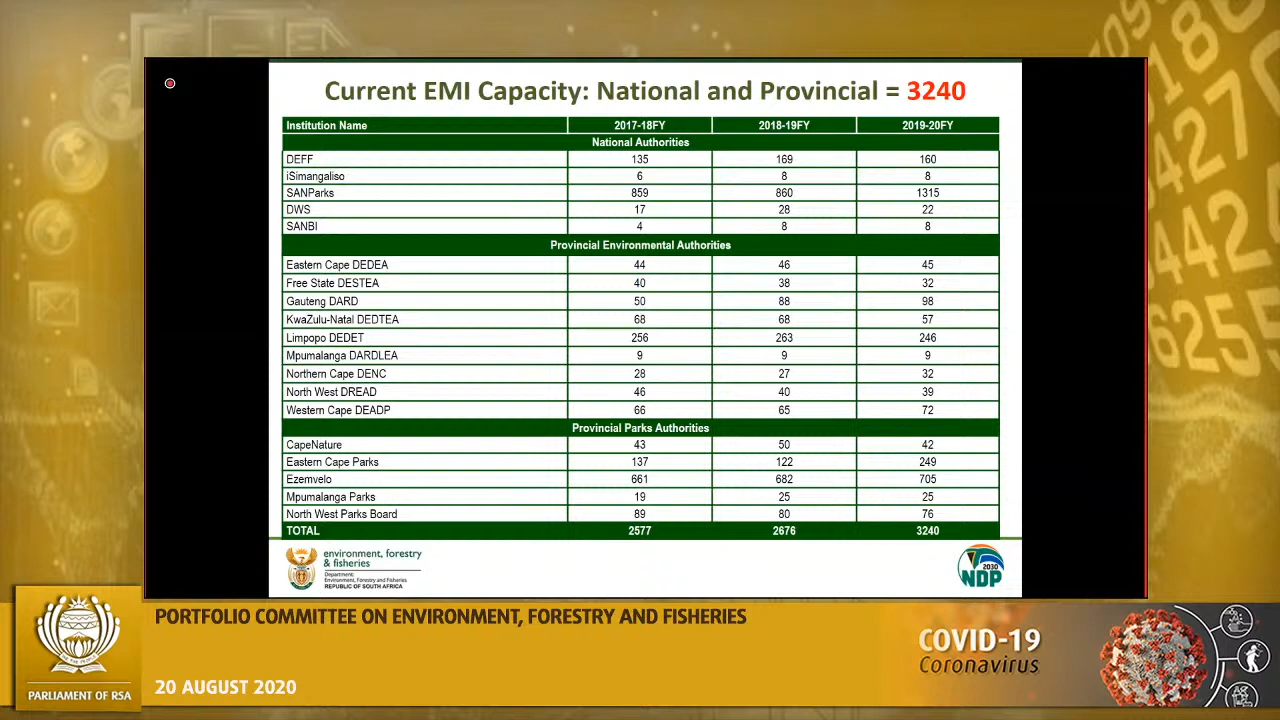 Current EMI Capacity: National and Provincial = 3240
Institution Name 2017-18FY 2018-19FY 2019-20FY
National Authorities
DEFF 135 169 160
iSimangaliso 6 8 8
SANParks 859 860 1315
DWS 17 28 22
SANBI 4 8 8
Provincial Environmental Authorities
Eastern Cape DEDEA 44 46 45
Free State DESTEA 40 38 32
Gauteng DARD 50 88 98
KwaZulu-Natal DEDTEA 68 68 57
Limpopo DEDET 256 263 246
Mpumalanga DARDLEA 9 9 9
Northern Cape DENC 28 27 32
North West DREAD 46 40 39
Western Cape DEADP 66 65 72
Provincial Parks Authorities
CapeNature 43 50 42
Eastern Cape Parks 137 122 249
Ezemvelo 661 682 705
Mpumalanga Parks 19 25 25
North West Parks Board 89 80 76
TOTAL 2577 2676 3240
environment, forestry
& fisheries
Department:
Environment, Forestry and Fisheries
REPUBLIC OF SOUTH AFRICA
2030
NDP
PORTFOLIO COMMITTEE ON ENVIRONMENT, FORESTRY AND FISHERIES
20 AUGUST 2020
PARLIAMENT OF RSA
COVID-19
Coronavirus